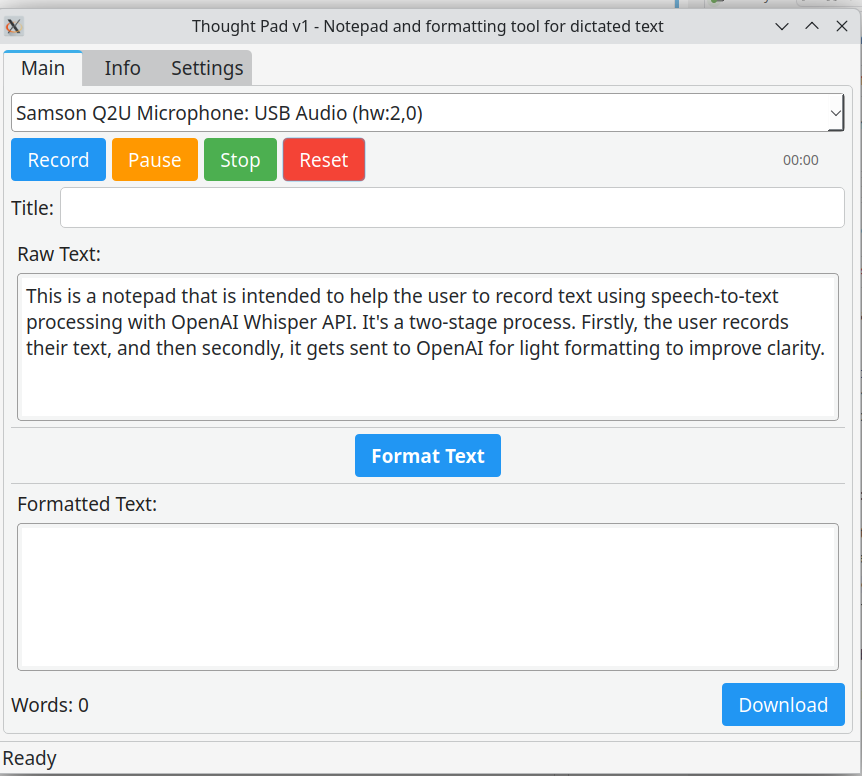 Thought Pad v1 - Notepad and formatting tool for dictated text
Main Info Settings
Samson Q2U Microphone: USB Audio (hw:2,0)
Record Pause Stop Reset 00:00
Title:
Raw Text:
This is a notepad that is intended to help the user to record text using speech-to-text
processing with OpenAI Whisper API. It's a two-stage process. Firstly, the user records
their text, and then secondly, it gets sent to OpenAI for light formatting to improve clarity.
Format Text
Formatted Text:
Words: 0 Download
Ready